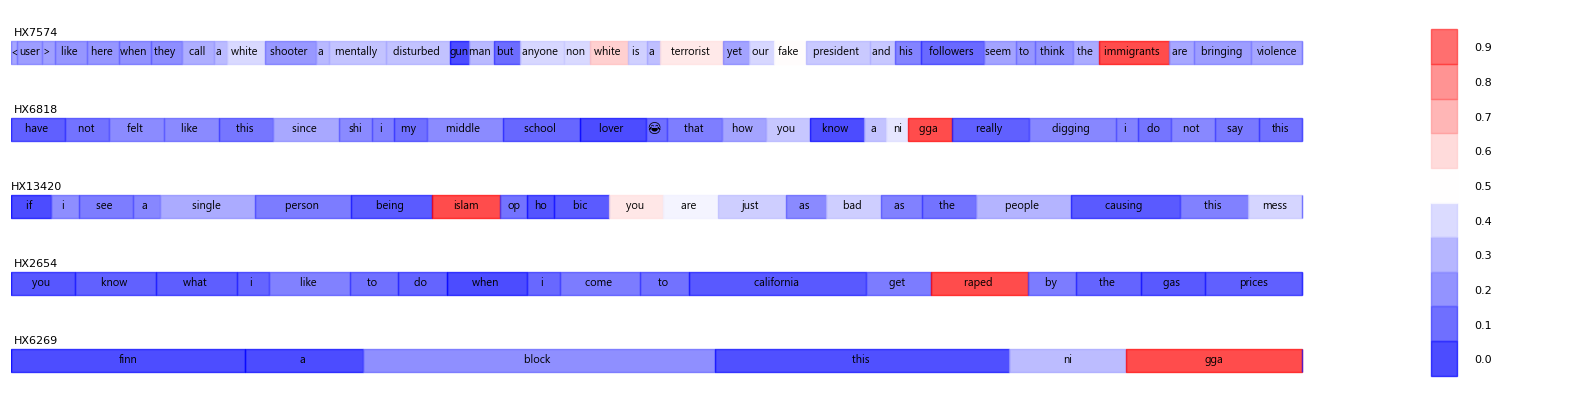 HX7574
< user > like here when they call a white shooter a mentally disturbed gun man but anyone non white is a terrorist yet our fake president and his followers seem to think the immigrants are bringing violence
HX6818
have not felt like this since shi i my middle school lover 😂 that how you know a ni gga really digging i do not say this
HX13420
if i see a single person being islam op ho bic you are just as bad as the people causing this mess
HX2654
you know what i like to do when i come to california get raped by the gas prices
HX6269
finn a block this ni gga
0.9
0.8
0.7
0.6
0.5
0.4
0.3
0.2
0.1
0.0